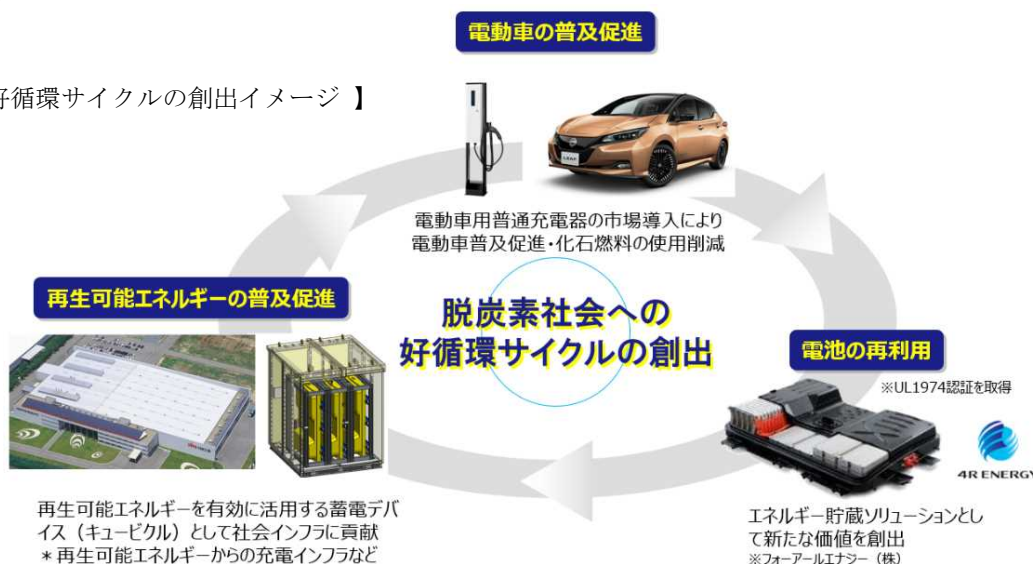 電動車の普及促進
好循環サイクルの創出イメージ 】
電動車用普通充電器の市場導入により
電動車普及促進・化石燃料の使用削減
再生可能エネルギーの普及促進
脱炭素社会への
好循環サイクルの創出
電池の再利用
※UL1974認証を取得
4R ENERGY
再生可能エネルギーを有効に活用する蓄電デバ
イス（キュービクル）として社会インフラに貢献
＊再生可能エネルギーからの充電インフラなど
エネルギー貯蔵ソリューションとし
て新たな価値を創出
※フォーアールエナジー（株）